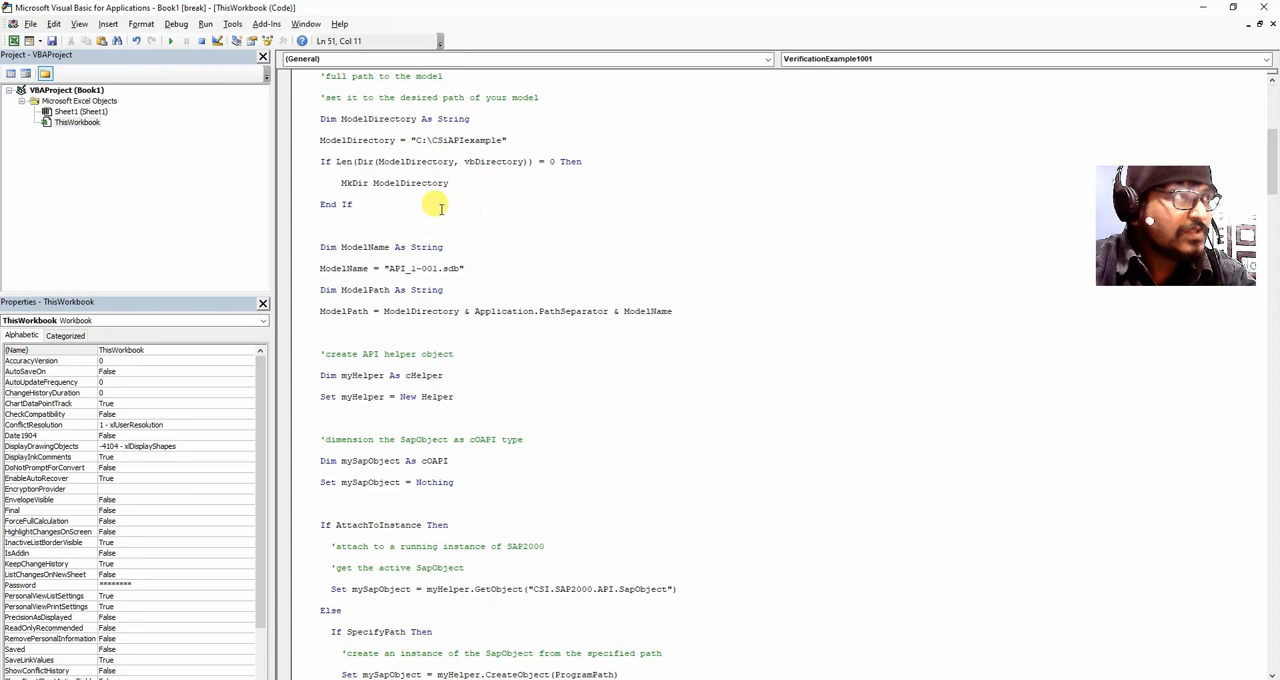 Microsoft Visual Basic for Applications - Book1 [break] - [ThisWorkbook (Code)]
File Edit View Insert Format Debug Run Tools Add-Ins Window Help
Ln 51, Col 11
Project - VBAProject
(General)
VerificationExample1001
VBAProject (Book1)
Microsoft Excel Objects
Sheet1 (Sheet1)
ThisWorkbook
'full path to the model
'set it to the desired path of your model
Dim ModelDirectory As String
ModelDirectory = "C:\CSiAPIexample"
If Len(Dir(ModelDirectory, vbDirectory)) = 0 Then
MkDir ModelDirectory
End If
Dim ModelName As String
ModelName = "API_1-001.sdb"
Dim ModelPath As String
ModelPath = ModelDirectory & Application.PathSeparator & ModelName
'create API helper object
Dim myHelper As cHelper
Set myHelper = New Helper
'dimension the SapObject as cOAPI type
Dim mySapObject As cOAPI
Set mySapObject = Nothing
If AttachToInstance Then
'attach to a running instance of SAP2000
'get the active SapObject
Set mySapObject = myHelper.GetObject("CSI.SAP2000.API.SapObject")
Else
If SpecifyPath Then
'create an instance of the SapObject from the specified path
Set mySapObject = myHelper.CreateObject(ProgramPath)
Properties - ThisWorkbook
ThisWorkbook Workbook
Alphabetic Categorized
(Name) ThisWorkbook
AccuracyVersion 0
AutoSaveOn False
AutoUpdateFrequency 0
ChangeHistoryDuration 0
ChartDataPointTrack True
CheckCompatibility False
ConflictResolution 1 - xlUserResolution
Date1904 False
DisplayDrawingObjects -4104 - xlDisplayShapes
DisplayInkComments True
DoNotPromptForConvert False
EnableAutoRecover True
EncryptionProvider
EnvelopeVisible False
Final False
ForceFullCalculation False
HighlightChangesOnScreen False
InactiveListBorderVisible True
IsAddin False
KeepChangeHistory True
ListChangesOnNewSheet False
Password ********
PersonalViewListSettings True
PersonalViewPrintSettings True
PrecisionAsDisplayed False
ReadOnlyRecommended False
RemovePersonalInformation False
Saved False
SaveLinkValues True
ShowConflictHistory False